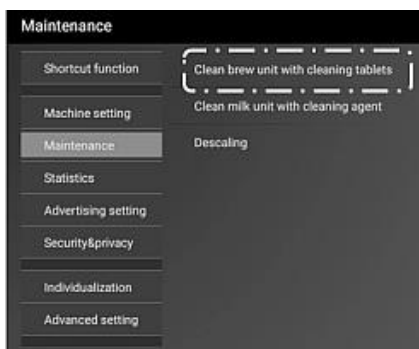 Maintenance
Shortcut function
Machine setting
Maintenance
Statistics
Advertising setting
Security&privacy
Individualization
Advanced setting
Clean brew unit with cleaning tablets
Clean milk unit with cleaning agent
Descaling